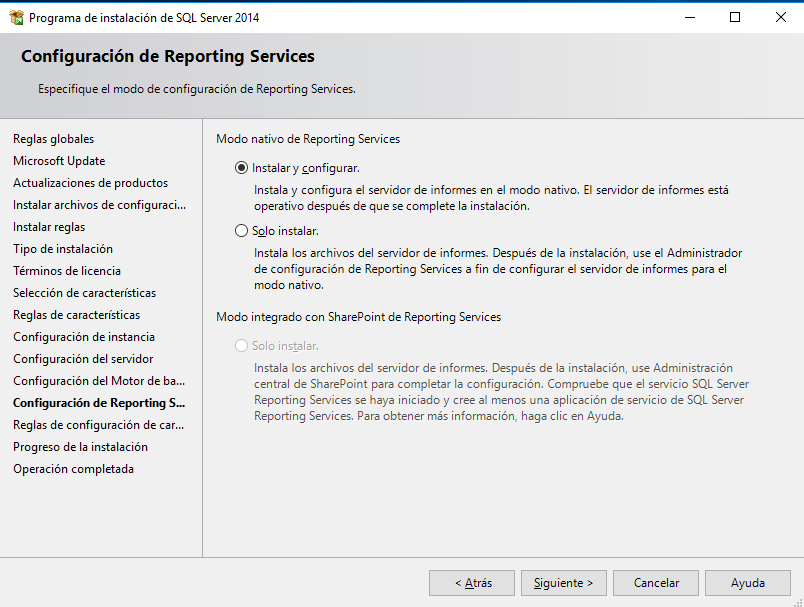 Programa de instalación de SQL Server 2014
Configuración de Reporting Services
Especifique el modo de configuración de Reporting Services.
Reglas globales
Microsoft Update
Actualizaciones de productos
Instalar archivos de configuraci...
Instalar reglas
Tipo de instalación
Términos de licencia
Selección de características
Reglas de características
Configuración de instancia
Configuración del servidor
Configuración del Motor de ba...
Configuración de Reporting S...
Reglas de configuración de car...
Progreso de la instalación
Operación completada
Modo nativo de Reporting Services
Instalar y configurar.
Instala y configura el servidor de informes en el modo nativo. El servidor de informes está
operativo después de que se complete la instalación.
Solo instalar.
Instala los archivos del servidor de informes. Después de la instalación, use el Administrador
de configuración de Reporting Services a fin de configurar el servidor de informes para el
modo nativo.
Modo integrado con SharePoint de Reporting Services
Solo instalar.
Instala los archivos del servidor de informes. Después de la instalación, use Administración
central de SharePoint para completar la configuración. Compruebe que el servicio SQL Server
Reporting Services se haya iniciado y cree al menos una aplicación de servicio de SQL Server
Reporting Services. Para obtener más información, haga clic en Ayuda.
< Atrás
Siguiente >
Cancelar
Ayuda